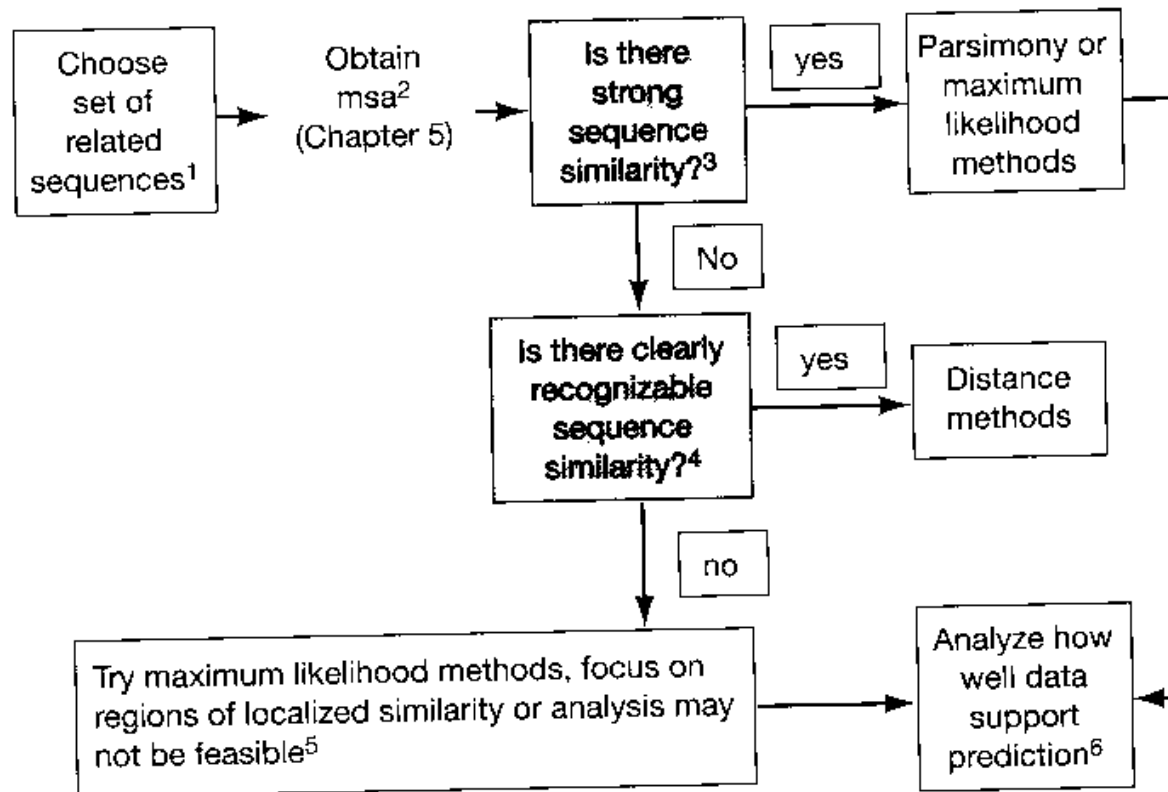 Choose
set of
related
sequences¹
Obtain
msa²
(Chapter 5)
Is there
strong
sequence
similarity?³
yes
Parsimony or
maximum
likelihood
methods
No
Is there clearly
recognizable
sequence
similarity?⁴
yes
Distance
methods
no
Try maximum likelihood methods, focus on
regions of localized similarity or analysis may
not be feasible⁵
Analyze how
well data
support
prediction⁶